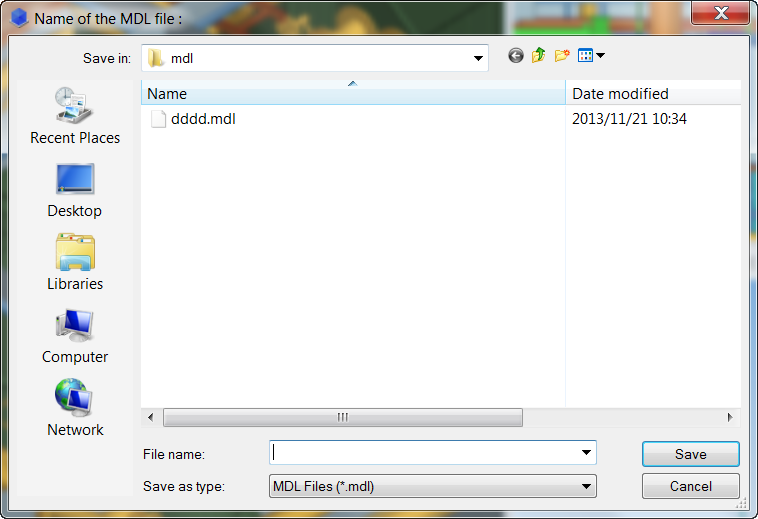 Name of the MDL file :
Save in: mdl
Name Date modified
dddd.mdl 2013/11/21 10:34
Recent Places
Desktop
Libraries
Computer
Network
File name: Save
Save as type: MDL Files (*.mdl) Cancel